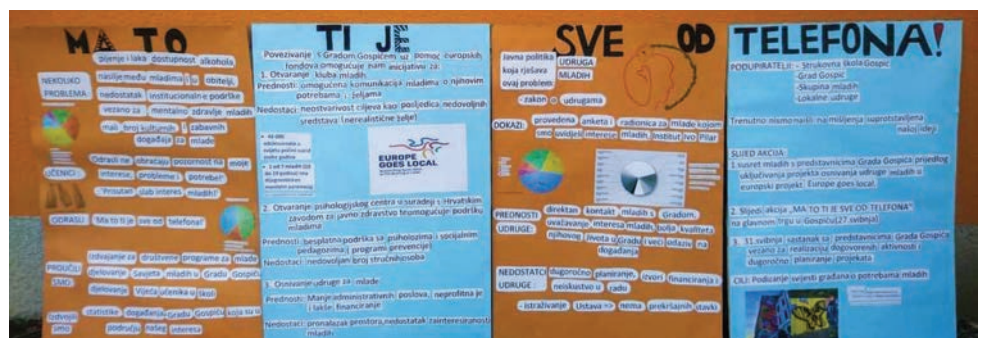 MA TO
pijenje i laka dostupnost alkohola
NEKOLIKO
PROBLEMA:
nasilje među mladima i u obitelji,
nedostatak institucionalne podrške
vezano za mentalno zdravlje mladih
mali broj kulturnih i zabavnih
događaja za mlade
Odrasli ne obraćaju pozornost na moje
UČENICI:
interese, probleme i potrebe!
Prisutan slab interes mladih!
ODRASLI
'Ma to ti je sve od telefona!'
izdvajanje za društvene programe za mlade
PROUČILI
SMO:
djelovanje Savjeta mladih u Gradu Gospiću
djelovanje Vijeća učenika u školi
Izdvojili
smo
statistike događanja Gradu Gospiću koja su u
području našeg interesa
TI JE
Povezivanje s Gradom Gospićem uz pomoć europskih
fondova omogućuje nam inicijativu za:
1. Otvaranje kluba mladih
Prednosti: omogućena komunikacija mladima o njihovim
potrebama i željama
Nedostaci: neostvarivost ciljeva kao posljedica nedovoljnih
sredstava (nerealistične želje)
EUROPE
GOES LOCAL
2. Otvaranje psihologijskog centra u suradnji s Hrvatskim
zavodom za javno zdravstvo te omogućuje podršku
mladima
Prednosti: besplatna podrška sa psiholozima i socijalnim
pedagozima (programi prevencije)
Nedostaci: nedovoljan broj stručnih osoba
3. Osnivanje udruge za mlade
Prednosti: Manje administrativnih poslova, neprofitna je
i lakše financiranje
Nedostaci: pronalazak prostora, nedostatak zainteresiranosti
mladih
SVE OD
Javna politika
koja rješava
ovaj problem
UDRUGA
MLADIH
- zakon o udrugama
DOKAZI:
provedena anketa i radionica za mlade kojom
smo uvidjeli interese mladih, Institut Ivo Pilar
PREDNOSTI
UDRUGE:
direktan kontakt mladih s Gradom,
uvažavanje interesa mladih, bolja kvaliteta
njihovog života u Gradu i veći odaziv na
događanja
NEDOSTATCI
UDRUGE:
dugoročno planiranje, izvori financiranja i
neiskustvo u radu
- istraživanje Ustava => nema prekršajnih stavki
TELEFONA!
PODUPIRATELJI: - Strukovna škola Gospić
-Grad Gospić
-Skupina mladih
-Lokalne udruge
Trenutno nismo naišli na mišljenja suprotstavljena
našoj ideji
SLIJED AKCIJA:
1.susret mladih s predstavnicima Grada Gospića prijedlog
uključivanja projekta osnivanja udruge mladih u
europski projekt Europe goes local.
2. Slijedi akcija „MA TO TI JE SVE OD TELEFONA"
na glavnom trgu u Gospiću(27.svibnja)
3. 31.svibnja sastanak sa predstavnicima Grada Gospića
vezano za realizaciju dogovorenih aktivnosti i
dugoročno planiranje projekata.
CILJ: Podizanje svijesti građana o potrebama mladih